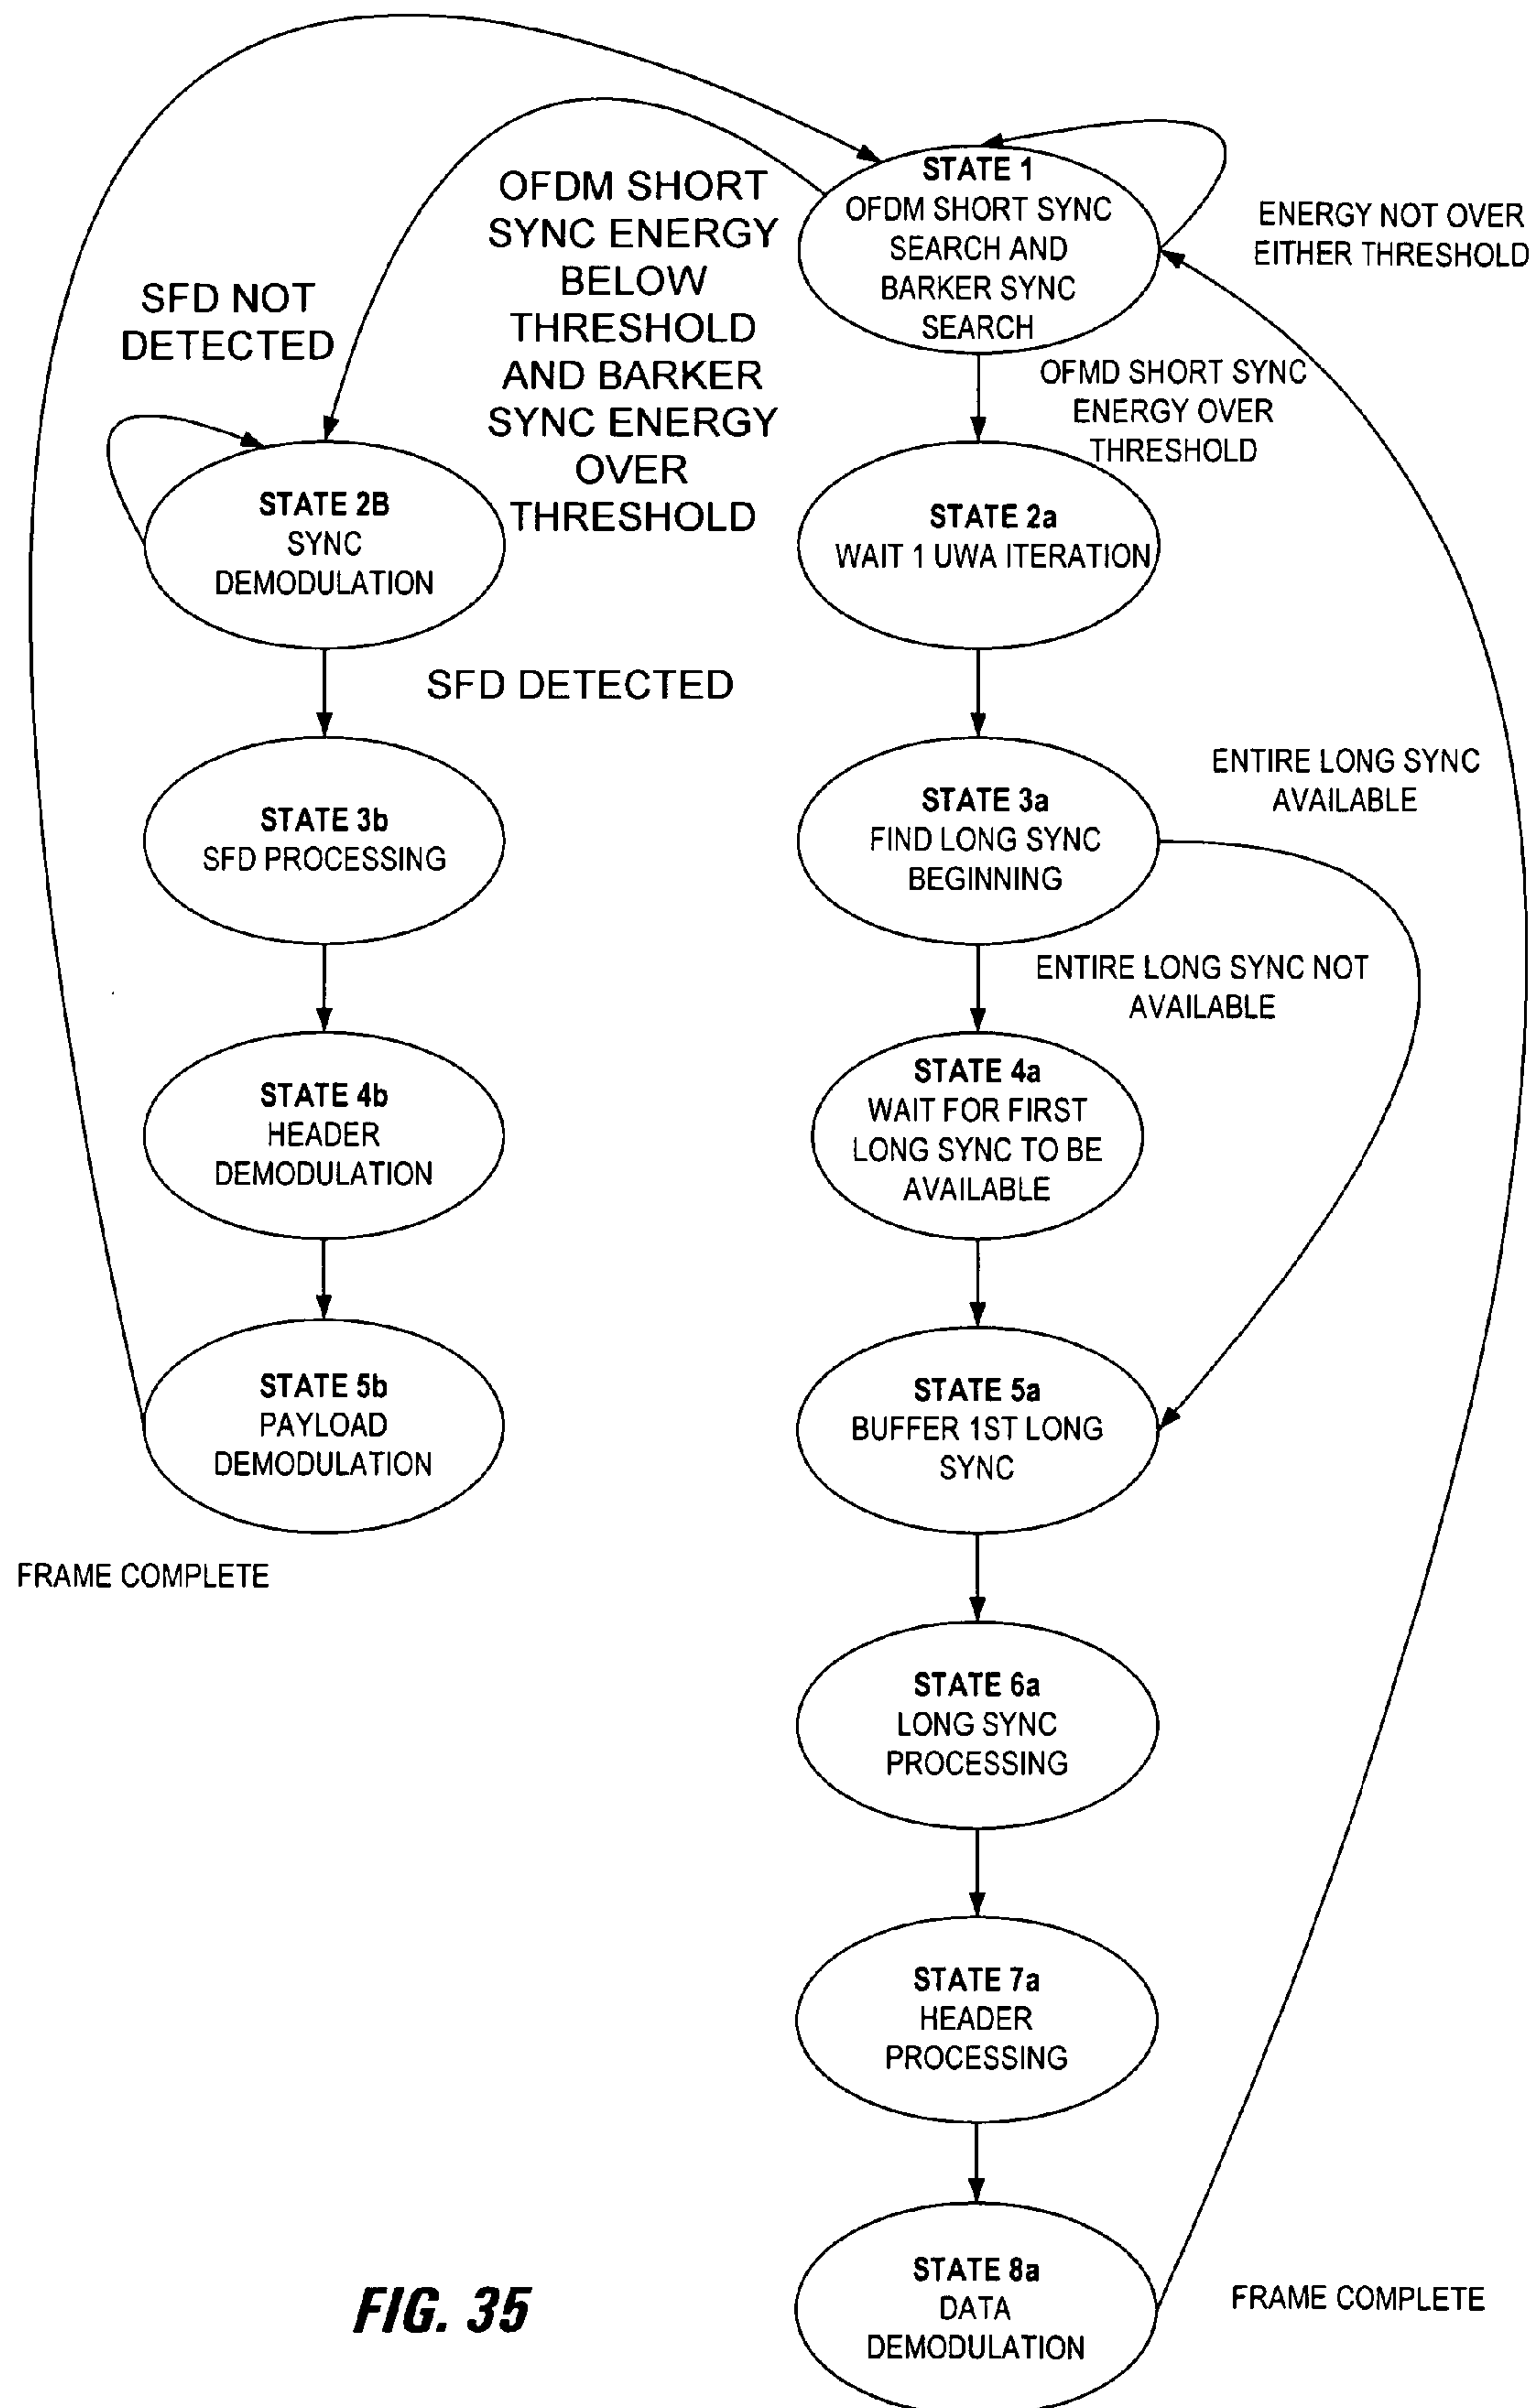 STATE 1
OFDM SHORT SYNC
SEARCH AND
BARKER SYNC
SEARCH
ENERGY NOT OVER
EITHER THRESHOLD
OFDM SHORT
SYNC ENERGY
BELOW
THRESHOLD
AND BARKER
SYNC ENERGY
OVER
THRESHOLD
SFD NOT
DETECTED
OFMD SHORT SYNC
ENERGY OVER
THRESHOLD
STATE 2B
SYNC
DEMODULATION
STATE 2a
WAIT 1 UWA ITERATION
SFD DETECTED
STATE 3b
SFD PROCESSING
STATE 3a
FIND LONG SYNC
BEGINNING
ENTIRE LONG SYNC
AVAILABLE
ENTIRE LONG SYNC NOT
AVAILABLE
STATE 4b
HEADER
DEMODULATION
STATE 4a
WAIT FOR FIRST
LONG SYNC TO BE
AVAILABLE
STATE 5b
PAYLOAD
DEMODULATION
STATE 5a
BUFFER 1ST LONG
SYNC
FRAME COMPLETE
STATE 6a
LONG SYNC
PROCESSING
STATE 7a
HEADER
PROCESSING
STATE 8a
DATA
DEMODULATION
FRAME COMPLETE
FIG. 35